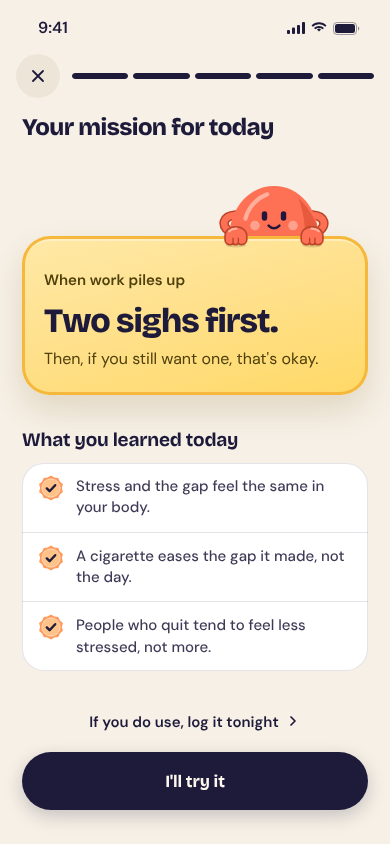 9:41
Your mission for today
When work piles up
Two sighs first.
Then, if you still want one, that's okay.
What you learned today
Stress and the gap feel the same in
your body.
A cigarette eases the gap it made, not
the day.
People who quit tend to feel less
stressed, not more.
If you do use, log it tonight
I'll try it